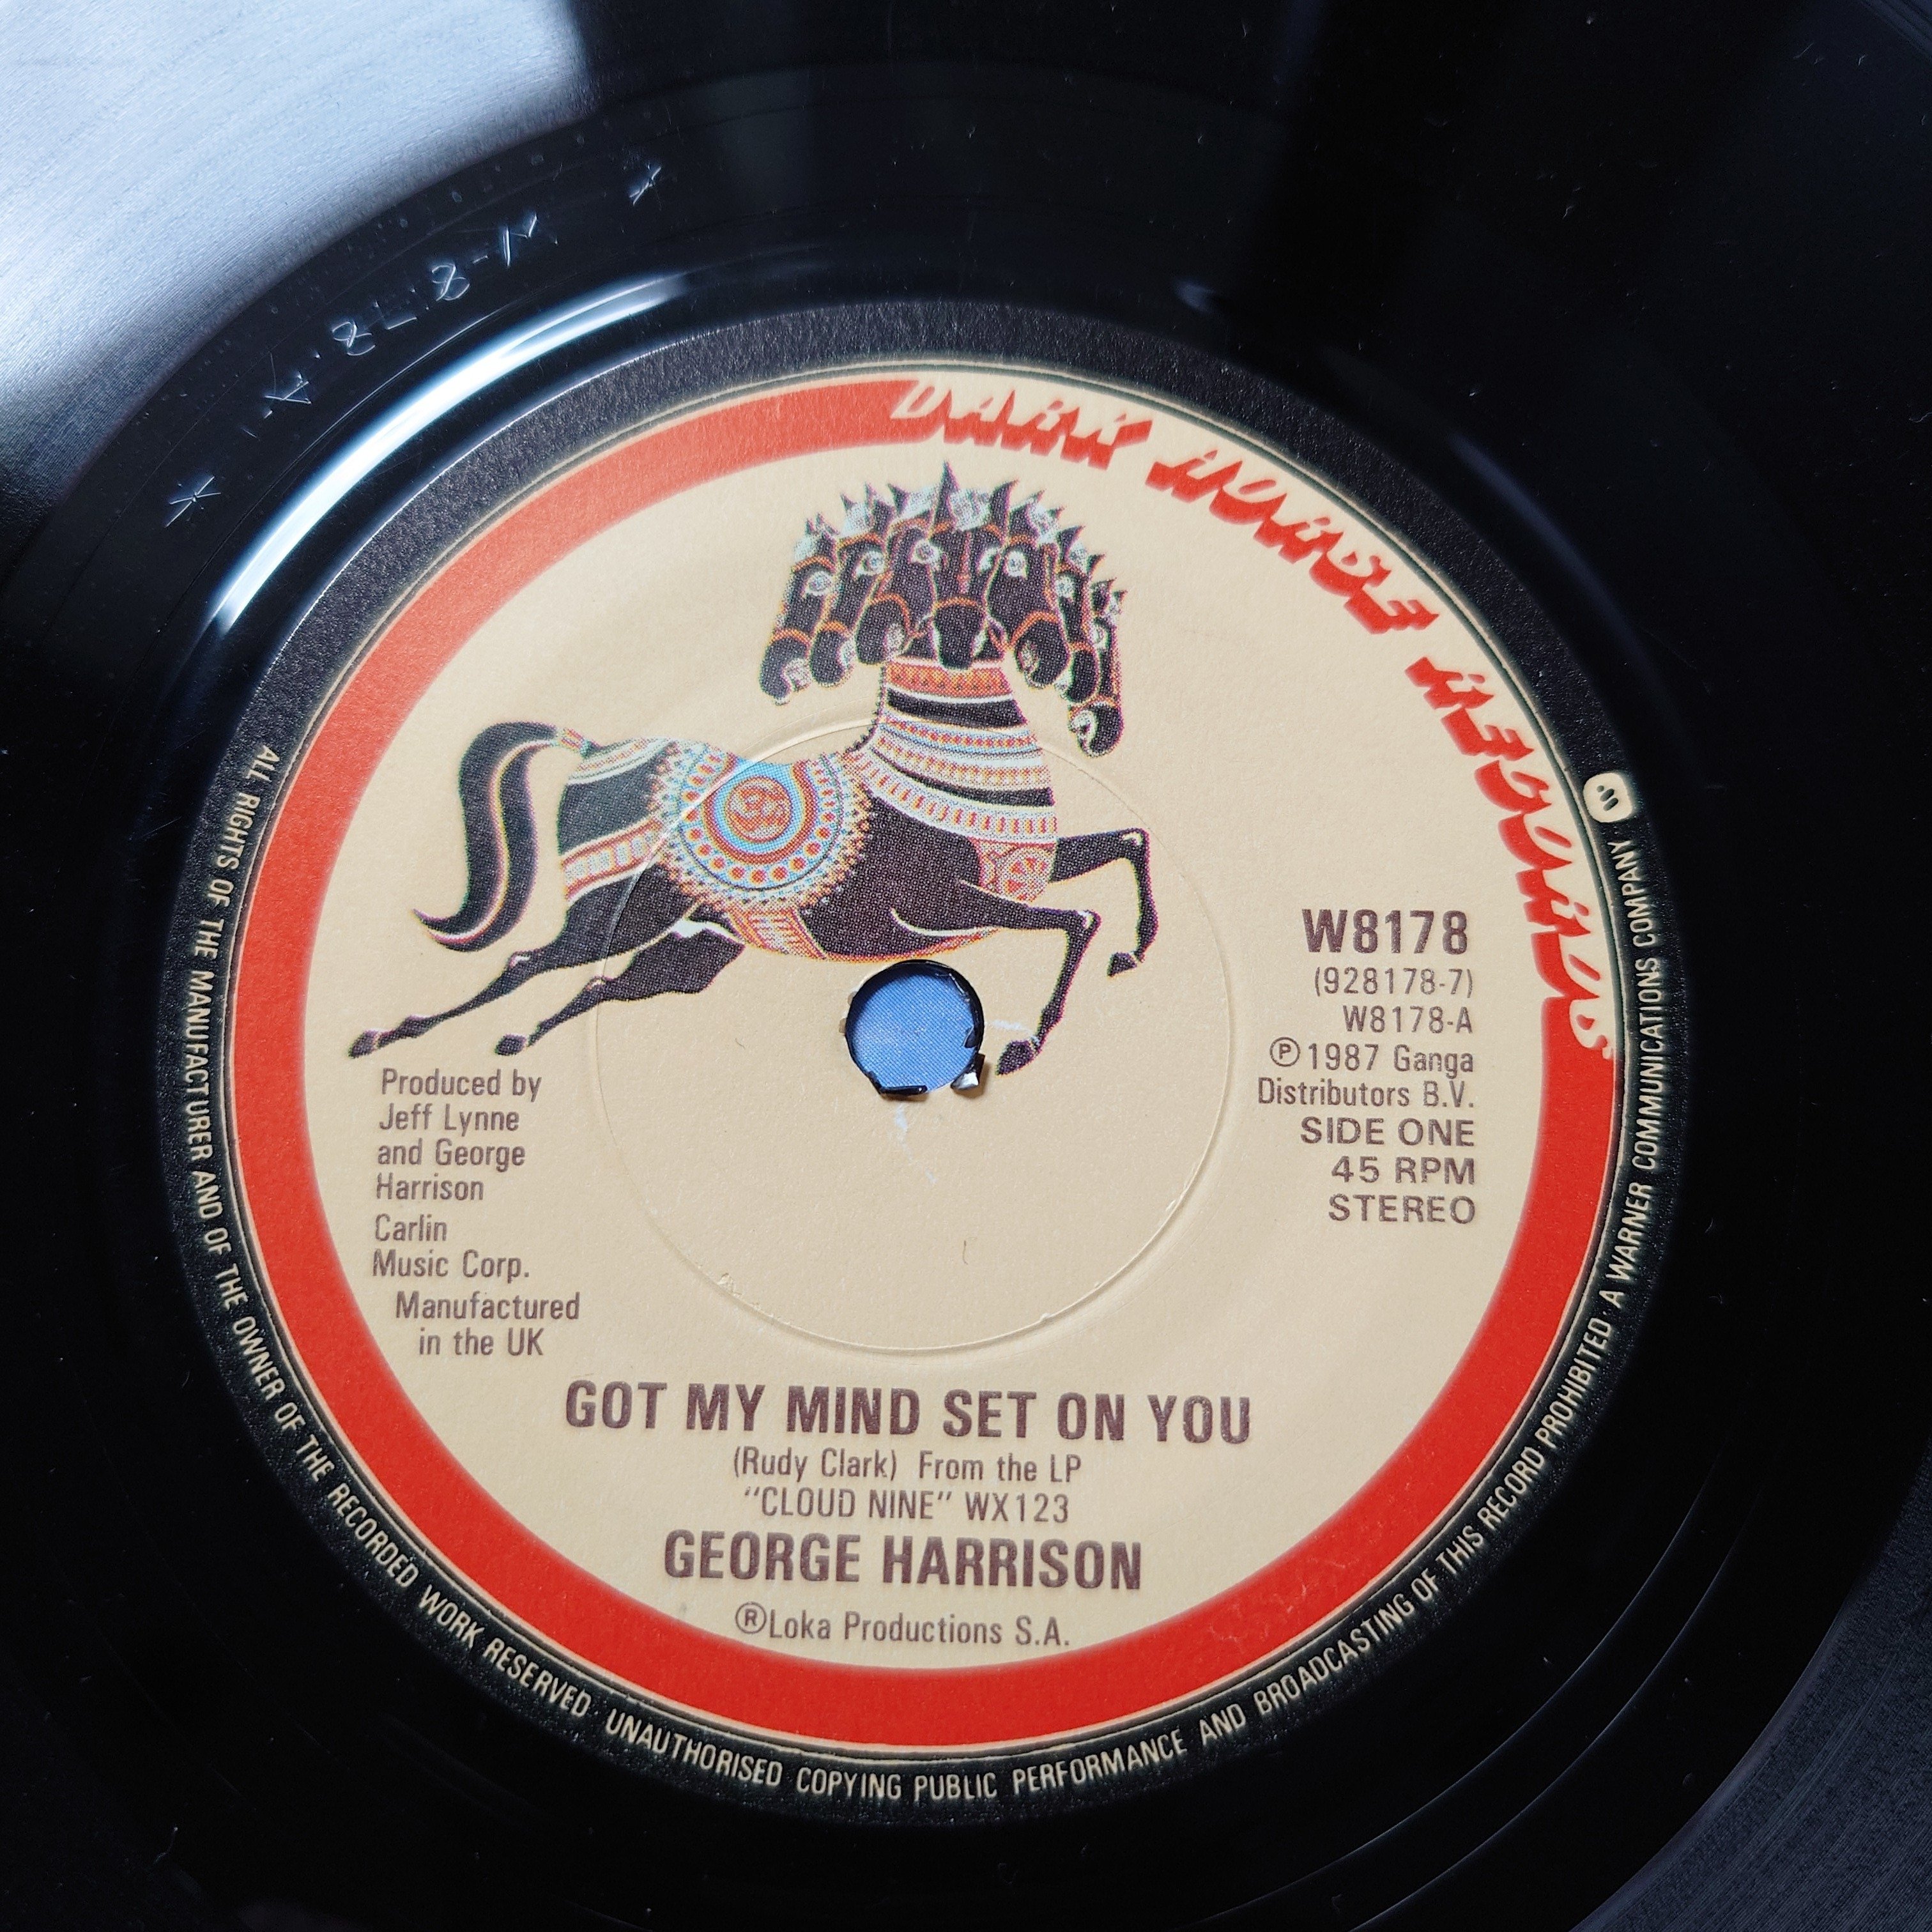 DARK HORSE RECORDS
W8178
(928178-7)
W8178-A
Ⓟ1987 Ganga
Distributors B.V.
SIDE ONE
45 RPM
STEREO
Produced by
Jeff Lynne
and George
Harrison
Carlin
Music Corp.
Manufactured
in the UK
GOT MY MIND SET ON YOU
(Rudy Clark) From the LP
"CLOUD NINE" WX123
GEORGE HARRISON
ⓇLoka Productions S.A.
ALL RIGHTS OF THE MANUFACTURER AND OF THE OWNER OF THE RECORDED WORK RESERVED UNAUTHORISED COPYING PUBLIC PERFORMANCE AND BROADCASTING OF THIS RECORD PROHIBITED A WARNER COMMUNICATIONS COMPANY